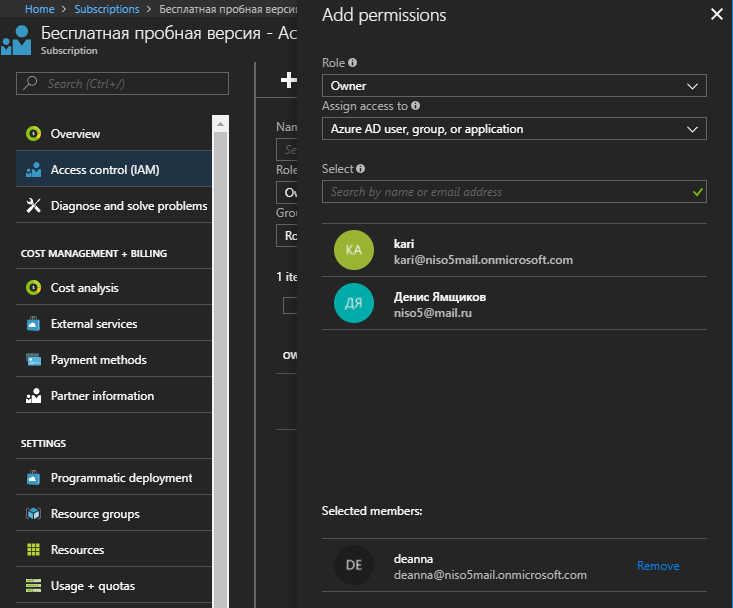 Home > Subscriptions > Бесплатная пробная версия
Бесплатная пробная версия - Ac
Subscription
Search (Ctrl+/)
Overview
Access control (IAM)
Diagnose and solve problems
COST MANAGEMENT + BILLING
Cost analysis
External services
Payment methods
Partner information
SETTINGS
Programmatic deployment
Resource groups
Resources
Usage + quotas
Nam
Se
Role
Ow
Grou
Ro
1 ite
OW
Add permissions
Role
Owner
Assign access to
Azure AD user, group, or application
Select
Search by name or email address
KA
kari
kari@niso5mail.onmicrosoft.com
ДЯ
Денис Ямщиков
niso5@mail.ru
Selected members:
DE
deanna
deanna@niso5mail.onmicrosoft.com
Remove